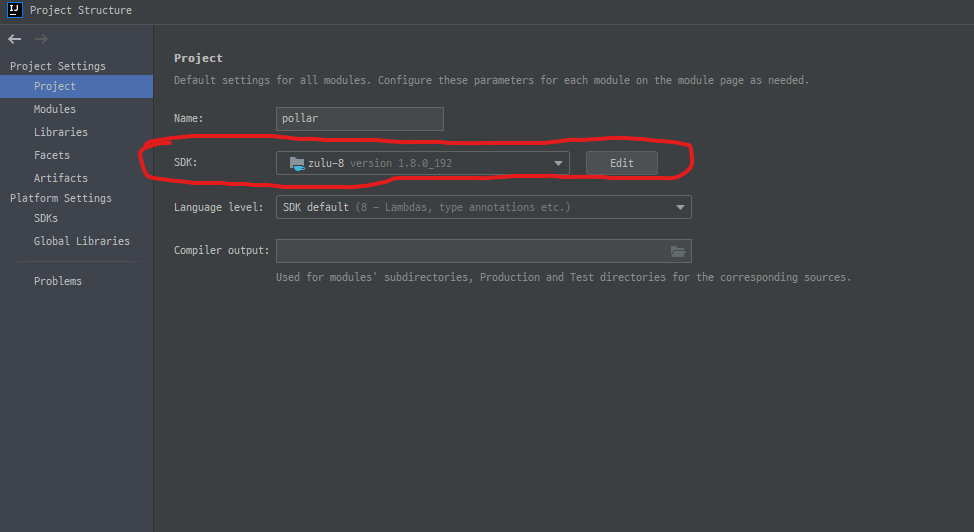 IJ Project Structure
Project Settings
Project
Modules
Libraries
Facets
Artifacts
Platform Settings
SDKs
Global Libraries
Problems
Project
Default settings for all modules. Configure these parameters for each module on the module page as needed.
Name: pollar
SDK: zulu-8 version 1.8.0_192 Edit
Language level: SDK default (8 - Lambdas, type annotations etc.)
Compiler output:
Used for modules' subdirectories, Production and Test directories for the corresponding sources.